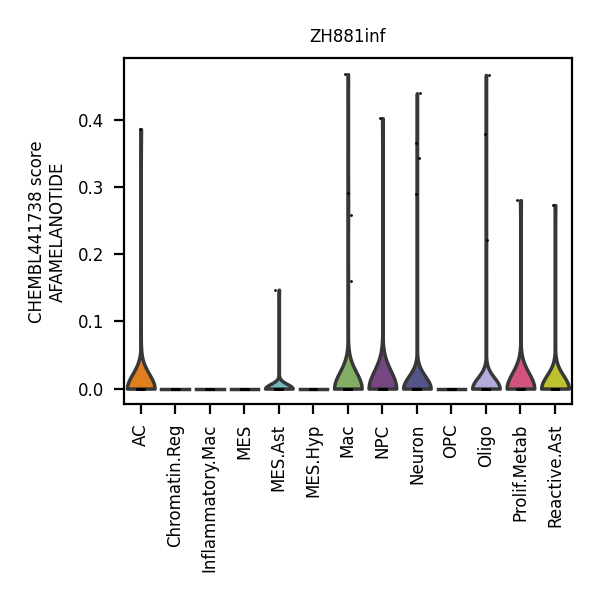 ZH881inf
CHEMBL441738 score
AFAMELANOTIDE
0.4
0.3
0.2
0.1
0.0
AC
Chromatin.Reg
Inflammatory.Mac
MES
MES.Ast
MES.Hyp
Mac
NPC
Neuron
OPC
Oligo
Prolif.Metab
Reactive.Ast